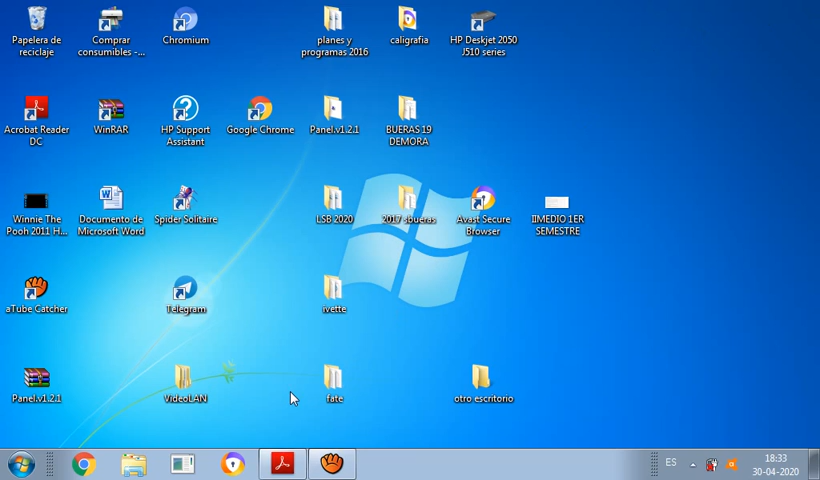 Papelera de
reciclaje
Comprar
consumibles -...
Chromium
planes y
programas 2016
caligrafia
HP Deskjet 2050
J510 series
Acrobat Reader
DC
WinRAR
HP Support
Assistant
Google Chrome
Panel.v1.2.1
BUERAS 19
DEMORA
Winnie The
Pooh 2011 H...
Documento de
Microsoft Word
Spider Solitaire
LSB 2020
2017 4bueras
Avast Secure
Browser
IIMEDIO 1ER
SEMESTRE
aTube Catcher
Telegram
ivette
Panel.v1.2.1
VideoLAN
fate
otro escritorio
ES
18:33
30-04-2020